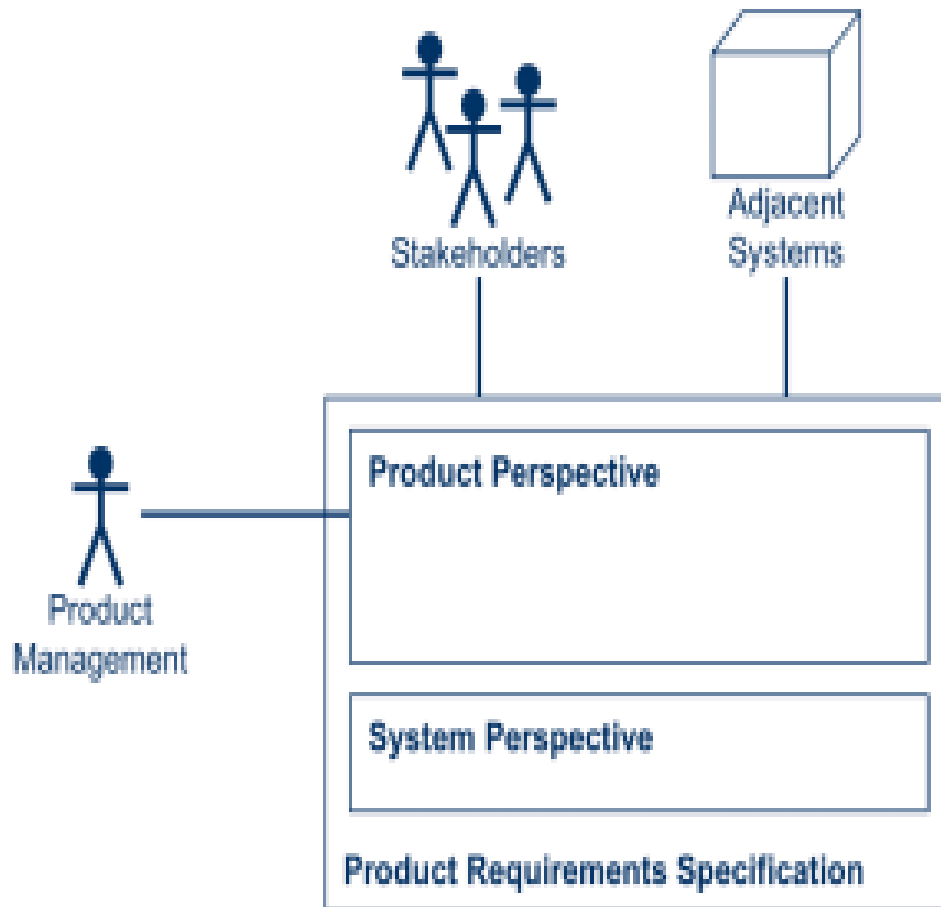 Stakeholders
Adjacent
Systems
Product Perspective
Product
Management
System Perspective
Product Requirements Specification